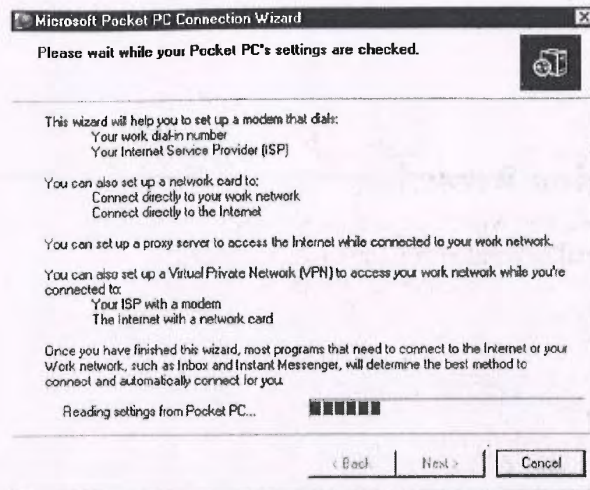 Microsoft Pocket PC Connection Wizard
Please wait while your Pocket PC's settings are checked.
This wizard will help you to set up a modem that dials:
Your work dial-in number
Your Internet Service Provider (ISP)
You can also set up a network card to:
Connect directly to your work network
Connect directly to the Internet
You can set up a proxy server to access the Internet while connected to your work network.
You can also set up a Virtual Private Network (VPN) to access your work network while you're
connected to:
Your ISP with a modem
The Internet with a network card
Once you have finished this wizard, most programs that need to connect to the Internet or your
Work network, such as Inbox and Instant Messenger, will determine the best method to
connect and automatically connect for you.
Reading settings from Pocket PC...
< Back Next > Cancel